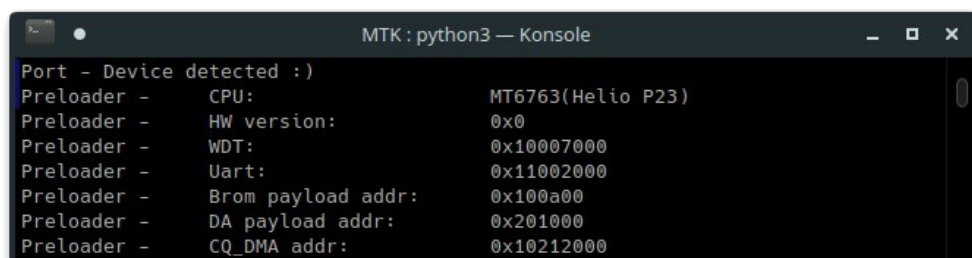 MTK : python3 — Konsole
Port - Device detected :)
Preloader - CPU: MT6763(Helio P23)
Preloader - HW version: 0x0
Preloader - WDT: 0x10007000
Preloader - Uart: 0x11002000
Preloader - Brom payload addr: 0x100a00
Preloader - DA payload addr: 0x201000
Preloader - CQ_DMA addr: 0x10212000